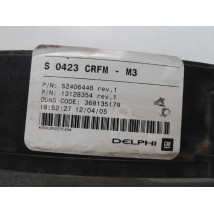 S 0423 CRFM - M3
P/N: 52406448 rev.1
P/N: 13128354 rev.1
DUNS CODE: 368135179
18:52:27 12/04/05
DELPHI
GM